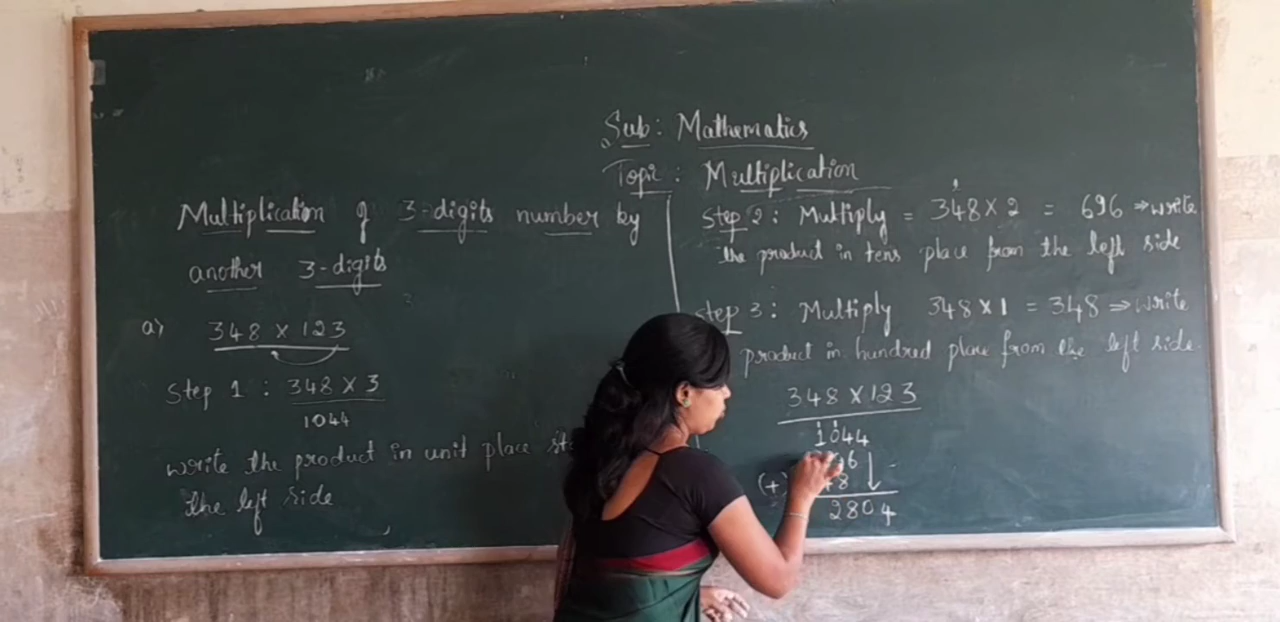 Sub: Mathematics
Topic: Multiplication
Multiplication of 3-digits number by
another 3-digits
a) 348 × 123
Step 1: 348 × 3
1044
write the product in unit place
the left side
Step 2: Multiply = 348 × 2 = 696 ⇒ write
the product in tens place from the left side
Step 3: Multiply 348 × 1 = 348 ⇒ write
product in hundred place from the left side.
348 × 123
1044
6
(+) 48
2804